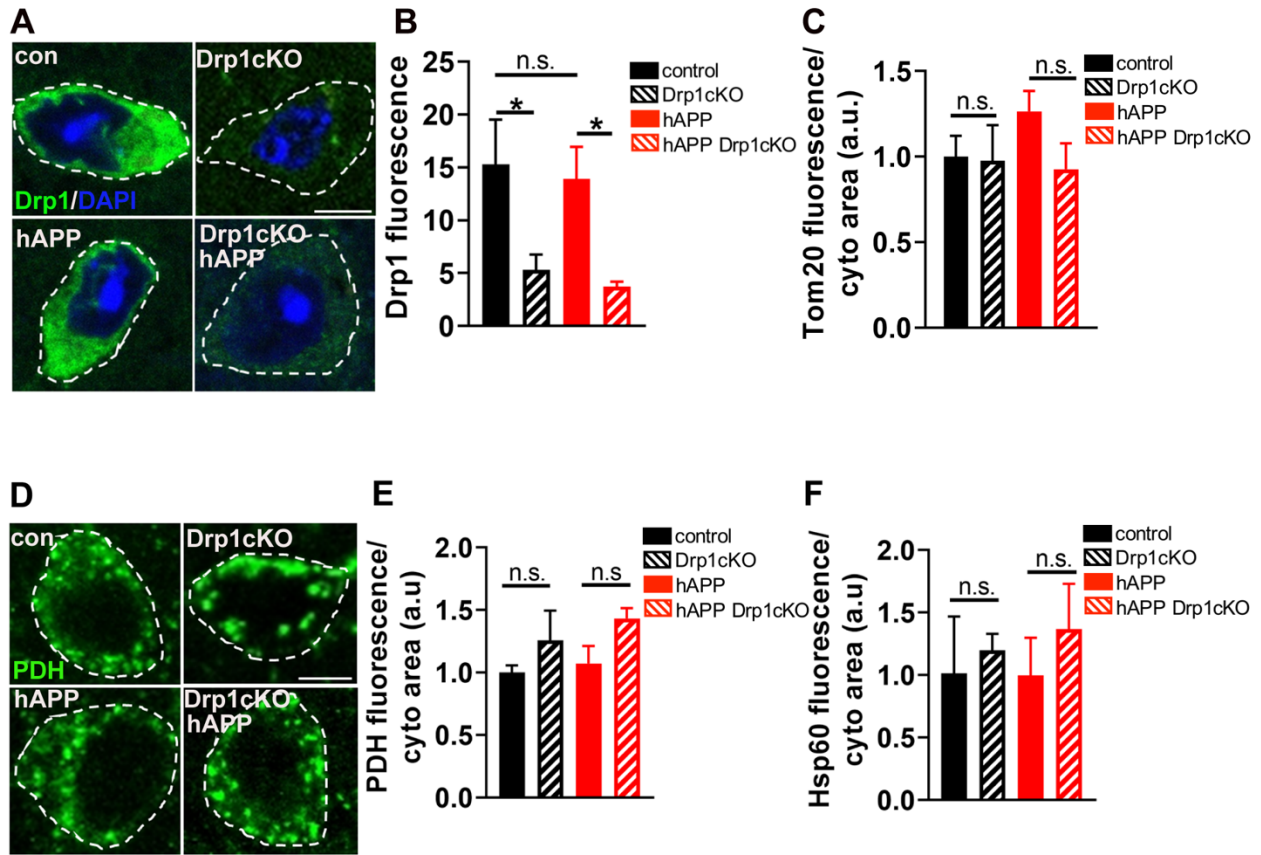 A
con
Drp1cKO
Drp1/DAPI
hAPP
Drp1cKO
hAPP
B
Drp1 fluorescence
25
20
15
10
5
0
n.s.
*
*
control
Drp1cKO
hAPP
hAPP Drp1cKO
C
Tom20 fluorescence/
cyto area (a.u.)
1.5
1.0
0.5
0.0
n.s.
n.s.
control
Drp1cKO
hAPP
hAPP Drp1cKO
D
con
Drp1cKO
PDH
hAPP
Drp1cKO
hAPP
E
PDH fluorescence/
cyto area (a.u)
2.0
1.5
1.0
0.5
0.0
n.s.
n.s
control
Drp1cKO
hAPP
hAPP Drp1cKO
F
Hsp60 fluorescence/
cyto area (a.u)
2.0
1.5
1.0
0.5
0.0
n.s.
n.s.
control
Drp1cKO
hAPP
hAPP Drp1cKO